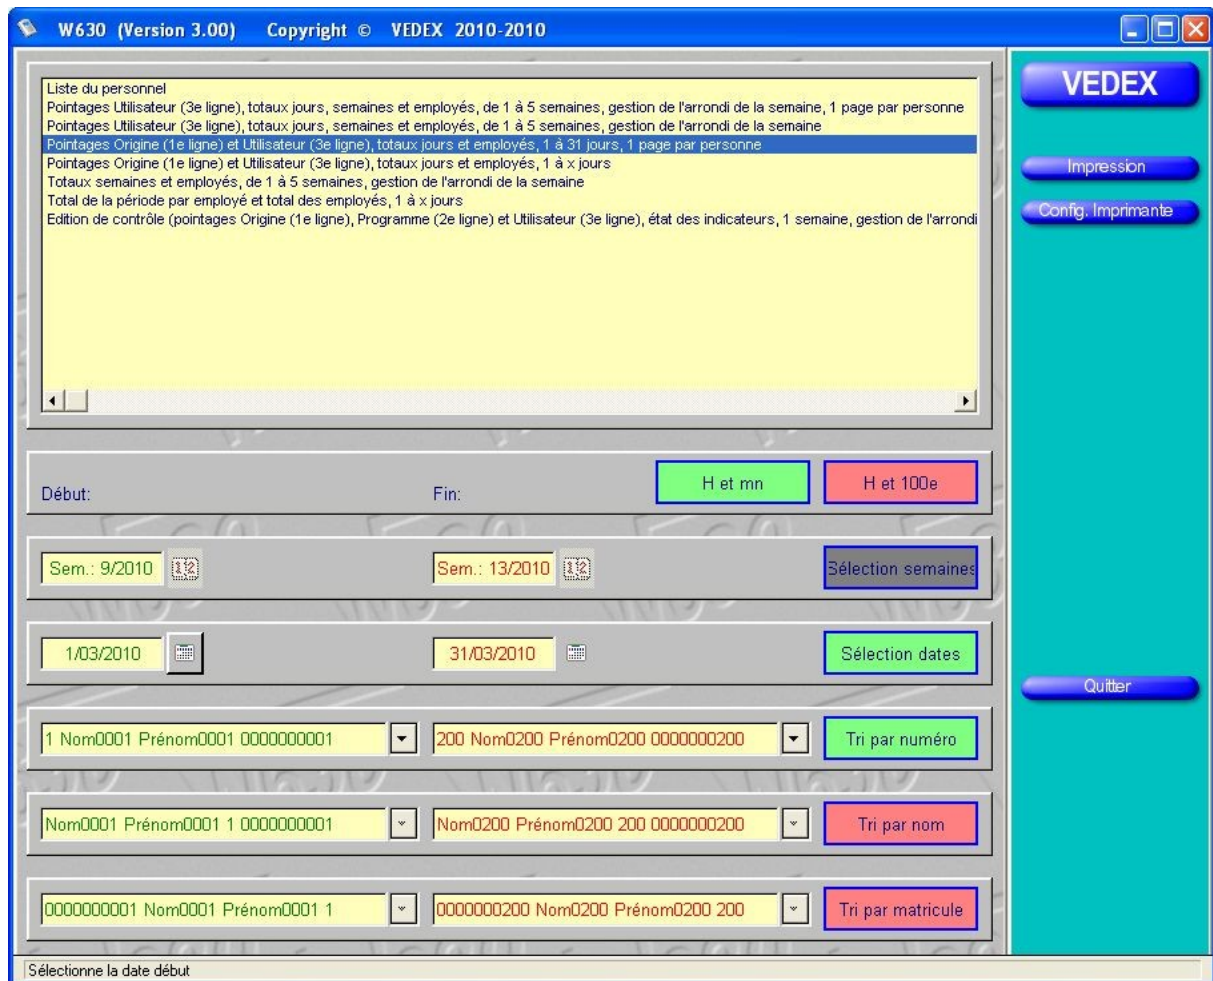 W630 (Version 3.00) Copyright © VEDEX 2010-2010
Liste du personnel
Pointages Utilisateur (3e ligne), totaux jours, semaines et employés, de 1 à 5 semaines, gestion de l'arrondi de la semaine, 1 page par personne
Pointages Utilisateur (3e ligne), totaux jours, semaines et employés, de 1 à 5 semaines, gestion de l'arrondi de la semaine
Pointages Origine (1e ligne) et Utilisateur (3e ligne), totaux jours et employés, 1 à 31 jours, 1 page par personne
Pointages Origine (1e ligne) et Utilisateur (3e ligne), totaux jours et employés, 1 à x jours
Totaux semaines et employés, de 1 à 5 semaines, gestion de l'arrondi de la semaine
Total de la période par employé et total des employés, 1 à x jours
Edition de contrôle (pointages Origine (1e ligne), Programme (2e ligne) et Utilisateur (3e ligne), état des indicateurs, 1 semaine, gestion de l'arrondi
VEDEX
Impression
Config. Imprimante
Quitter
Début: Fin: H et mn H et 100e
Sem.: 9/2010 Sem.: 13/2010 Sélection semaines
1/03/2010 31/03/2010 Sélection dates
1 Nom0001 Prénom0001 0000000001 200 Nom0200 Prénom0200 0000000200 Tri par numéro
Nom0001 Prénom0001 1 0000000001 Nom0200 Prénom0200 200 0000000200 Tri par nom
0000000001 Nom0001 Prénom0001 1 0000000200 Nom0200 Prénom0200 200 Tri par matricule
Sélectionne la date début